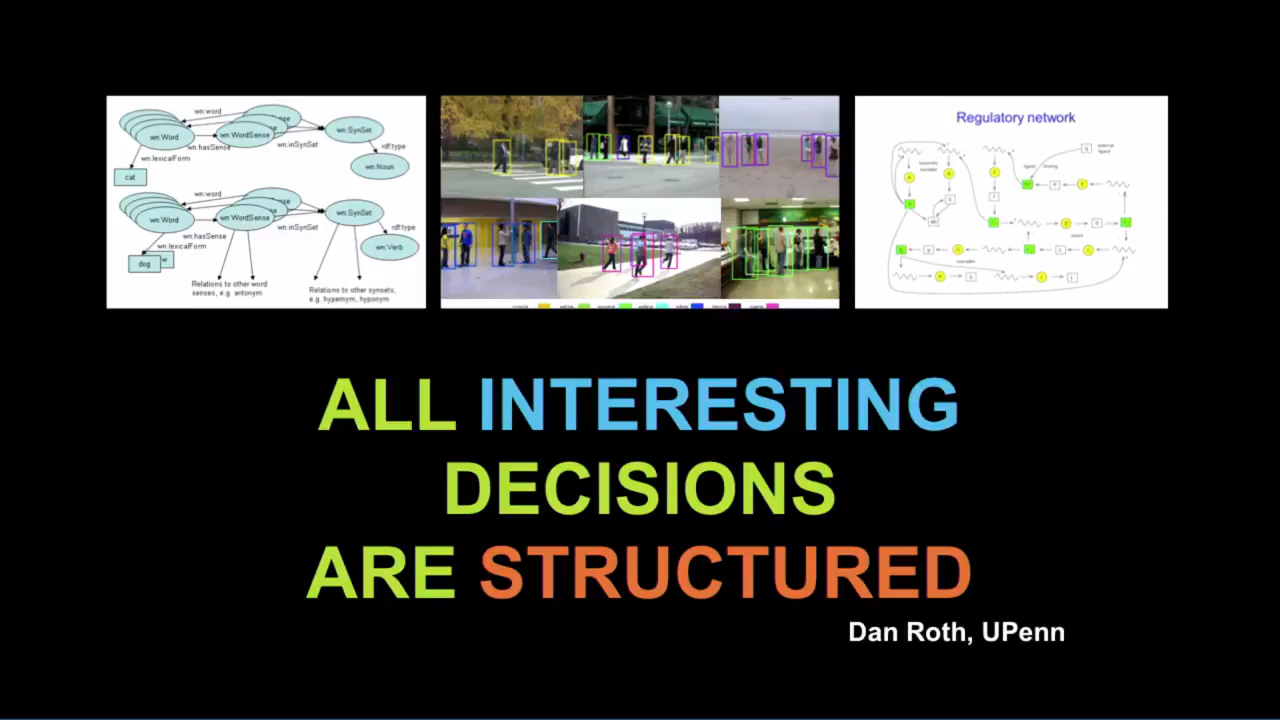 wn:word
wn:Word
wn:hasSense
wn:WordSense
wn:inSynSet
wn:SynSet
rdf:type
wn:Noun
wn:lexicalForm
cat
wn:word
wn:Word
wn:hasSense
wn:WordSense
wn:inSynSet
wn:SynSet
rdf:type
wn:Verb
wn:lexicalForm
dog
Relations to other word
senses, e.g. antonym
Relations to other synsets,
e.g. hypernym, hyponym
Regulatory network
external
ligand
ALL INTERESTING
DECISIONS
ARE STRUCTURED
Dan Roth, UPenn